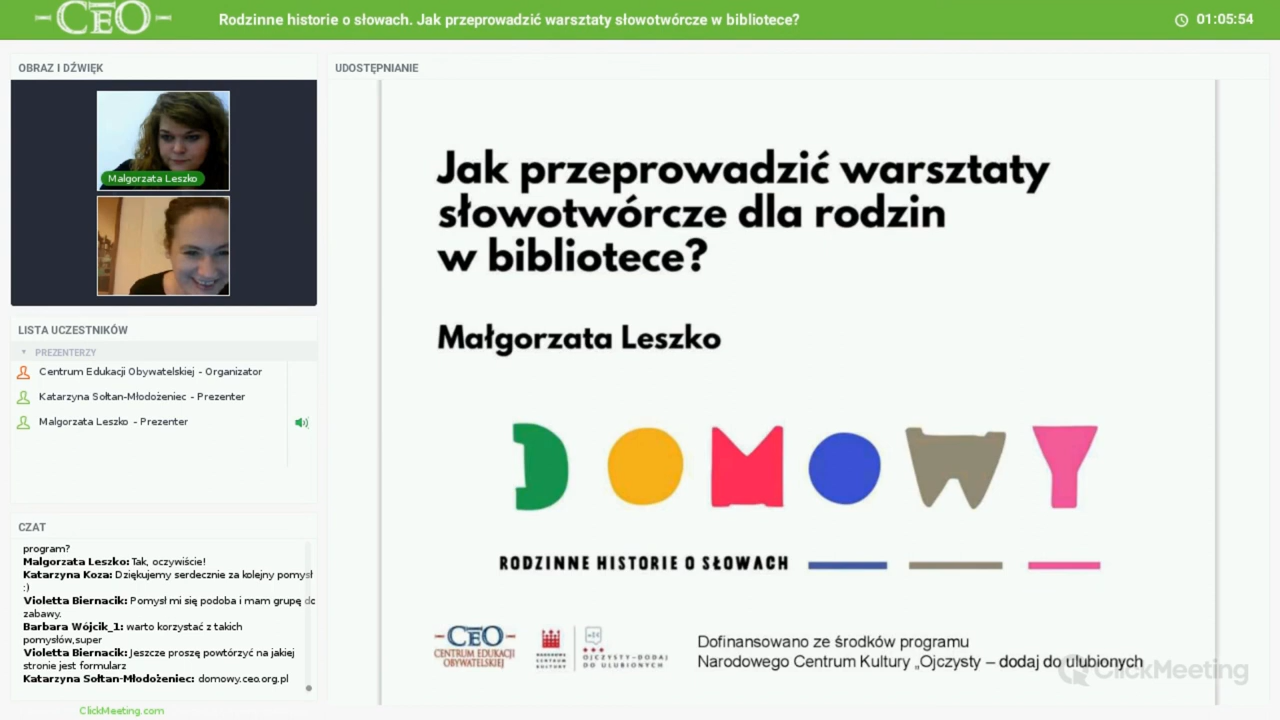 CEO
Rodzinne historie o słowach. Jak przeprowadzić warsztaty słowotwórcze w bibliotece?
01:05:54
OBRAZ I DŹWIĘK
Malgorzata Leszko
LISTA UCZESTNIKÓW
PREZENTERZY
Centrum Edukacji Obywatelskiej - Organizator
Katarzyna Sołtan-Młodożeniec - Prezenter
Malgorzata Leszko - Prezenter
CZAT
program?
Malgorzata Leszko: Tak, oczywiście!
Katarzyna Koza: Dziękujemy serdecznie za kolejny pomysł
:)
Violetta Biernacik: Pomysł mi się podoba i mam grupę do
zabawy.
Barbara Wójcik_1: warto korzystać z takich
pomysłów,super
Violetta Biernacik: Jeszcze proszę powtórzyć na jakiej
stronie jest formularz
Katarzyna Sołtan-Młodożeniec: domowy.ceo.org.pl
ClickMeeting.com
UDOSTĘPNIANIE
Jak przeprowadzić warsztaty
słowotwórcze dla rodzin
w bibliotece?
Małgorzata Leszko
DOMOWY
RODZINNE HISTORIE O SŁOWACH
CEO
CENTRUM EDUKACJI
OBYWATELSKIEJ
NARODOWE
CENTRUM
KULTURY
OJCZYSTY–DODAJ
DO ULUBIONYCH
Dofinansowano ze środków programu
Narodowego Centrum Kultury „Ojczysty – dodaj do ulubionych
ClickMeeting